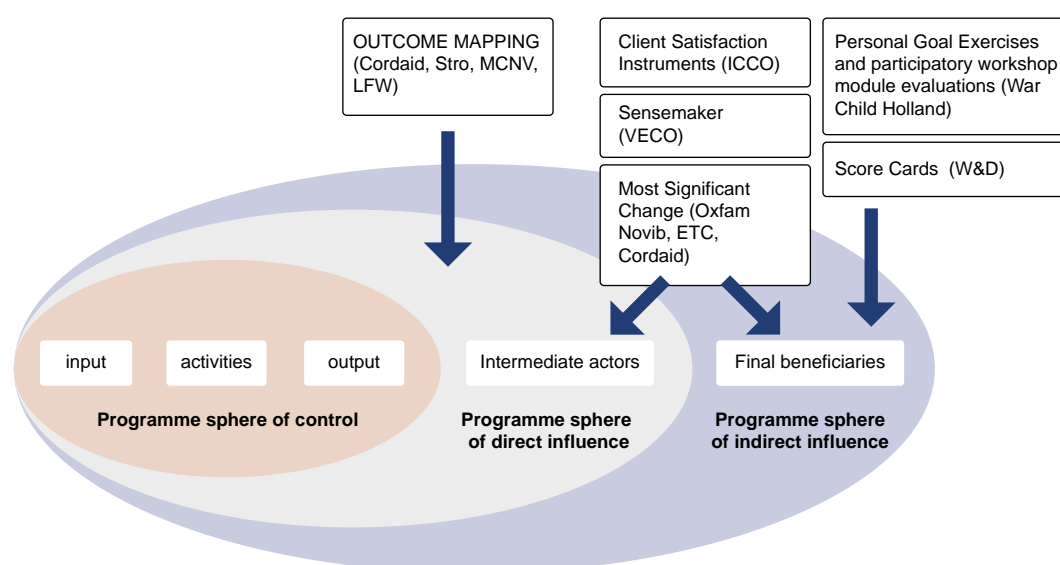 OUTCOME MAPPING
(Cordaid, Stro, MCNV,
LFW)
Client Satisfaction
Instruments (ICCO)
Sensemaker
(VECO)
Most Significant
Change (Oxfam
Novib, ETC,
Cordaid)
Personal Goal Exercises
and participatory workshop
module evaluations (War
Child Holland)
Score Cards (W&D)
input
activities
output
Programme sphere of control
Intermediate actors
Programme sphere
of direct influence
Final beneficiaries
Programme sphere
of indirect influence